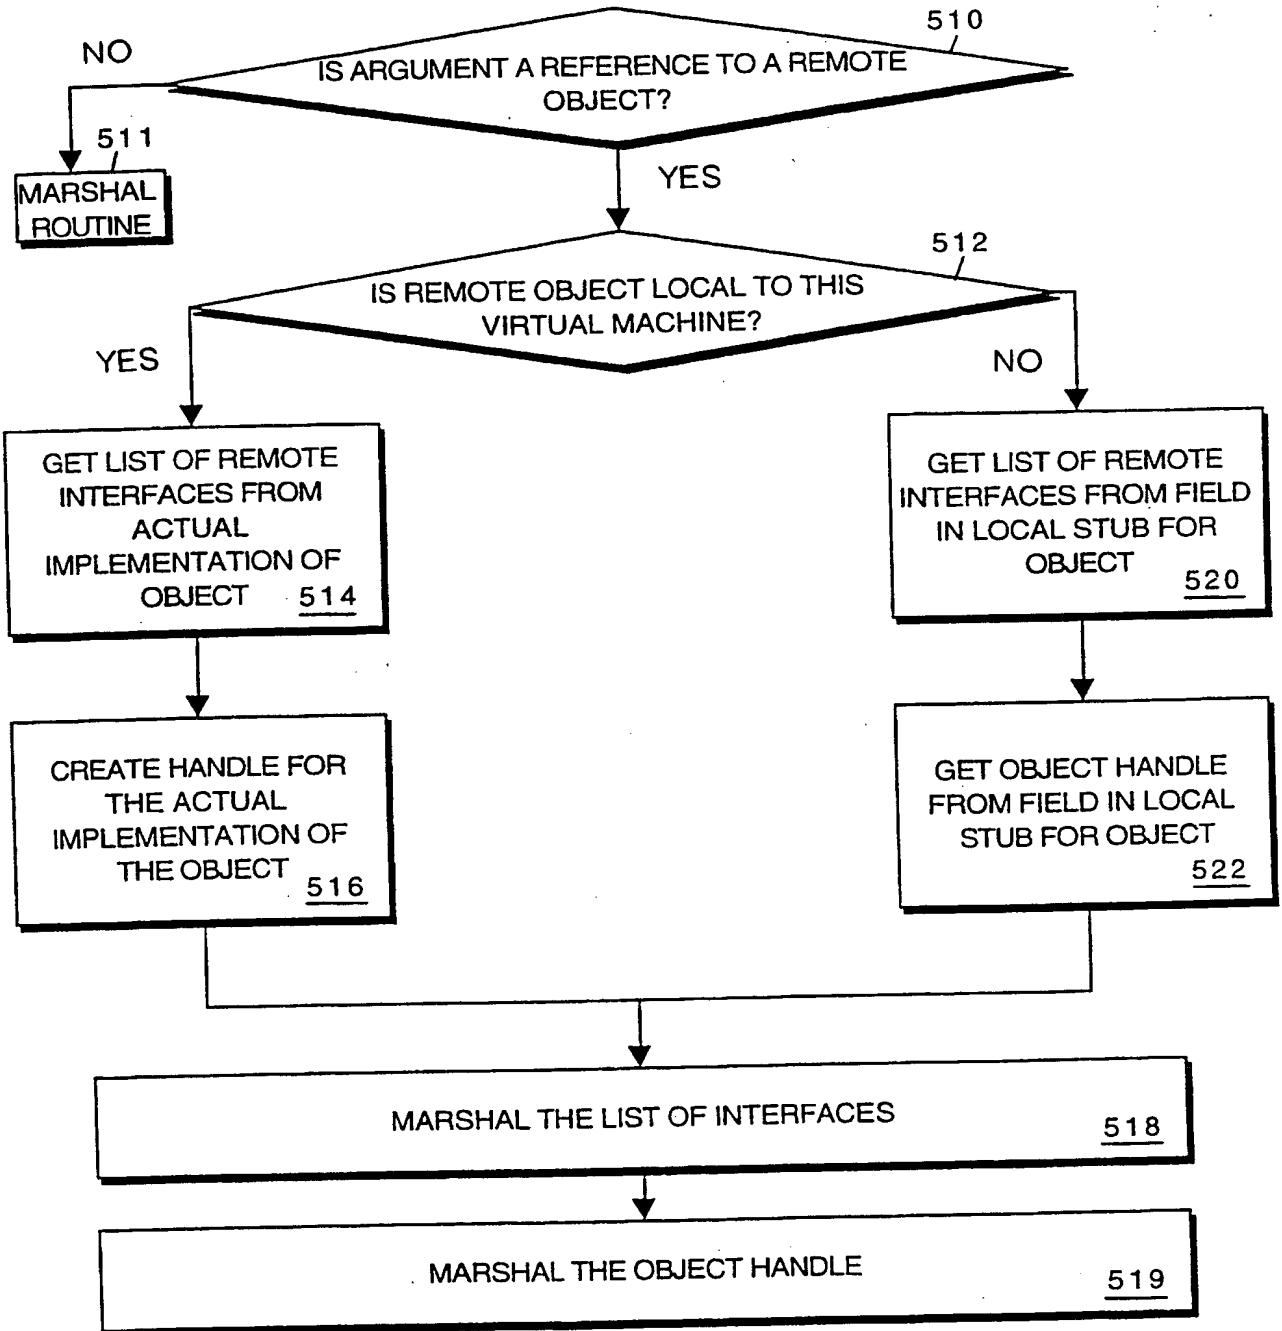 510
NO
IS ARGUMENT A REFERENCE TO A REMOTE
OBJECT?
511
MARSHAL
ROUTINE
YES
512
IS REMOTE OBJECT LOCAL TO THIS
VIRTUAL MACHINE?
YES
NO
GET LIST OF REMOTE
INTERFACES FROM
ACTUAL
IMPLEMENTATION OF
OBJECT 514
GET LIST OF REMOTE
INTERFACES FROM FIELD
IN LOCAL STUB FOR
OBJECT
520
CREATE HANDLE FOR
THE ACTUAL
IMPLEMENTATION OF
THE OBJECT
516
GET OBJECT HANDLE
FROM FIELD IN LOCAL
STUB FOR OBJECT
522
MARSHAL THE LIST OF INTERFACES
518
MARSHAL THE OBJECT HANDLE
519